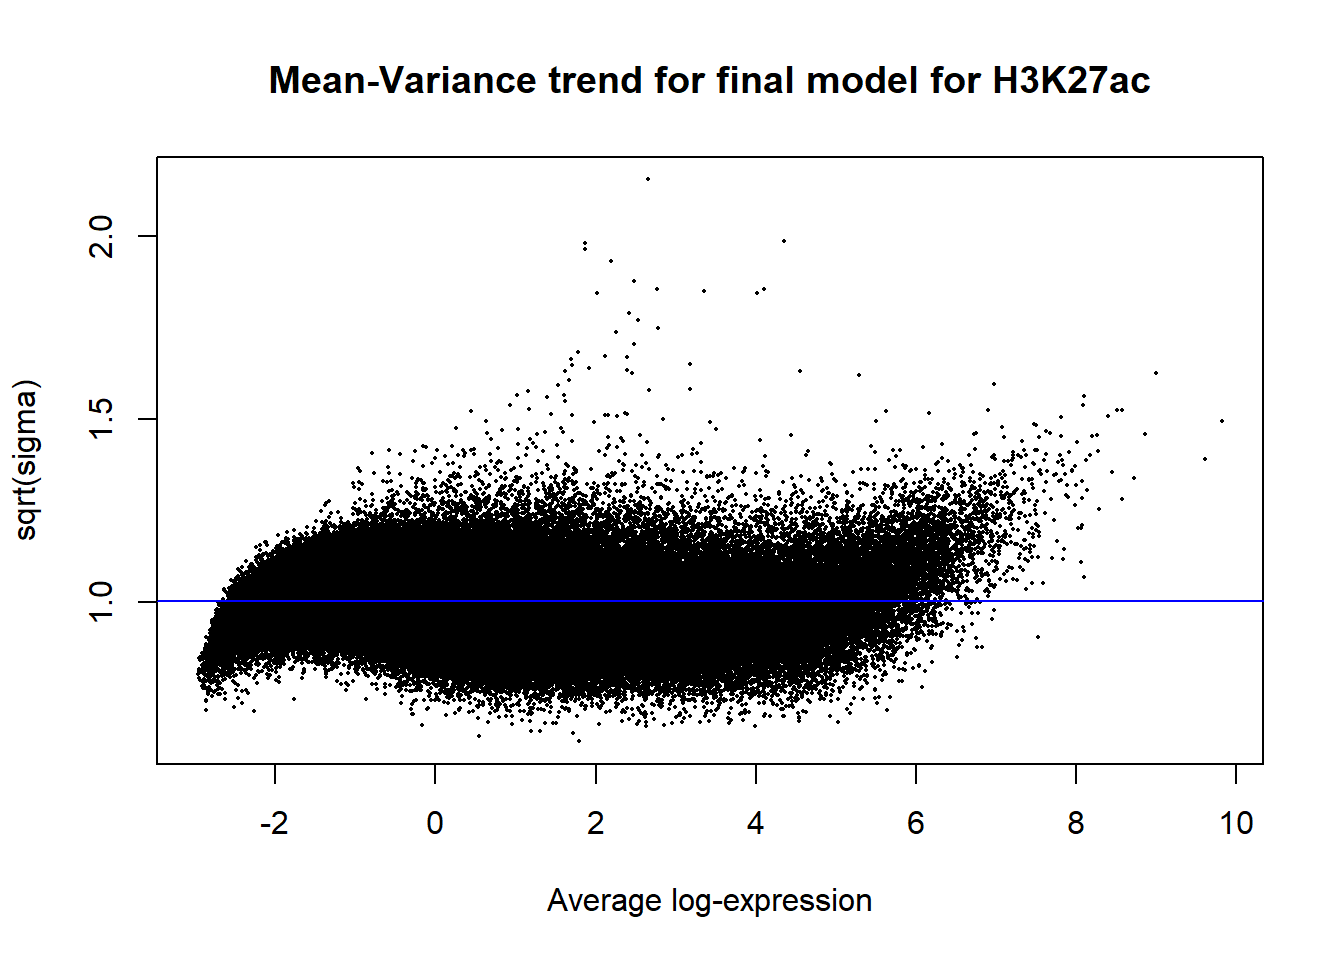 Mean-Variance trend for final model for H3K27ac
sqrt(sigma)
2.0
1.5
1.0
-2 0 2 4 6 8 10
Average log-expression